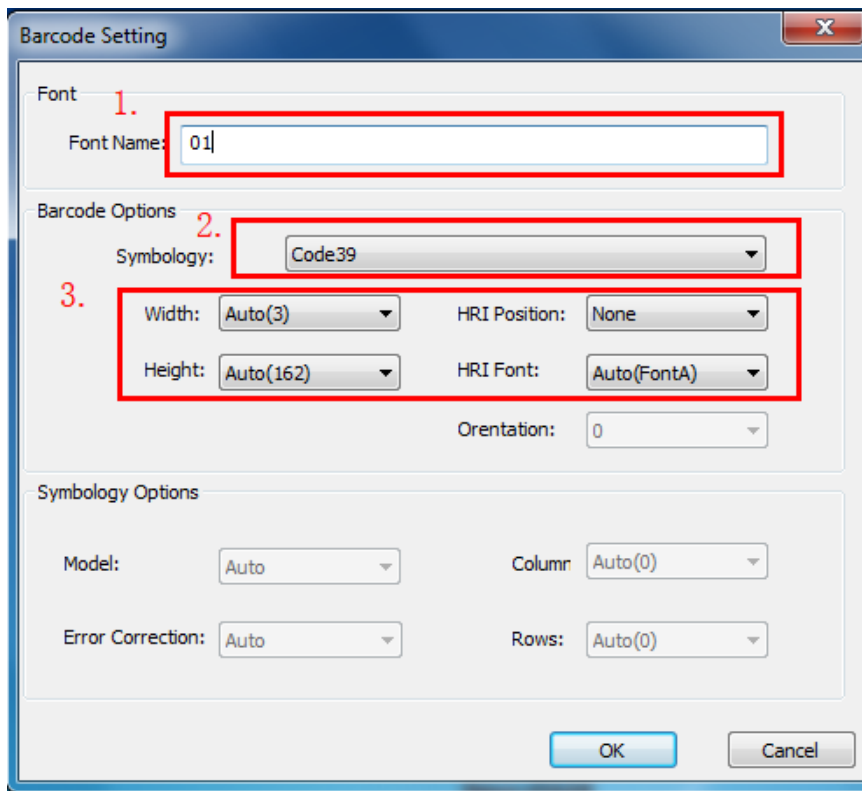 Barcode Setting
X
Font
1.
Font Name: 01
Barcode Options
2.
Symbology: Code39
3.
Width: Auto(3) HRI Position: None
Height: Auto(162) HRI Font: Auto(FontA)
Orentation: 0
Symbology Options
Model: Auto Column Auto(0)
Error Correction: Auto Rows: Auto(0)
OK Cancel